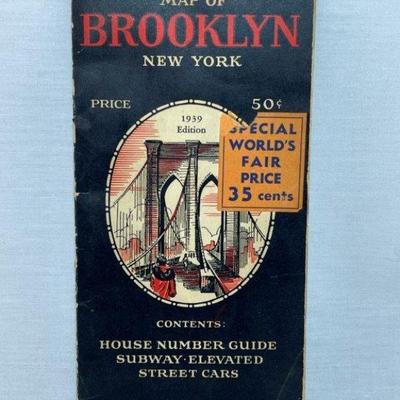 MAP OF
BROOKLYN
NEW YORK
PRICE 50¢
1939
Edition
SPECIAL
WORLD'S
FAIR
PRICE
35 cents
CONTENTS:
HOUSE NUMBER GUIDE
SUBWAY·ELEVATED
STREET CARS